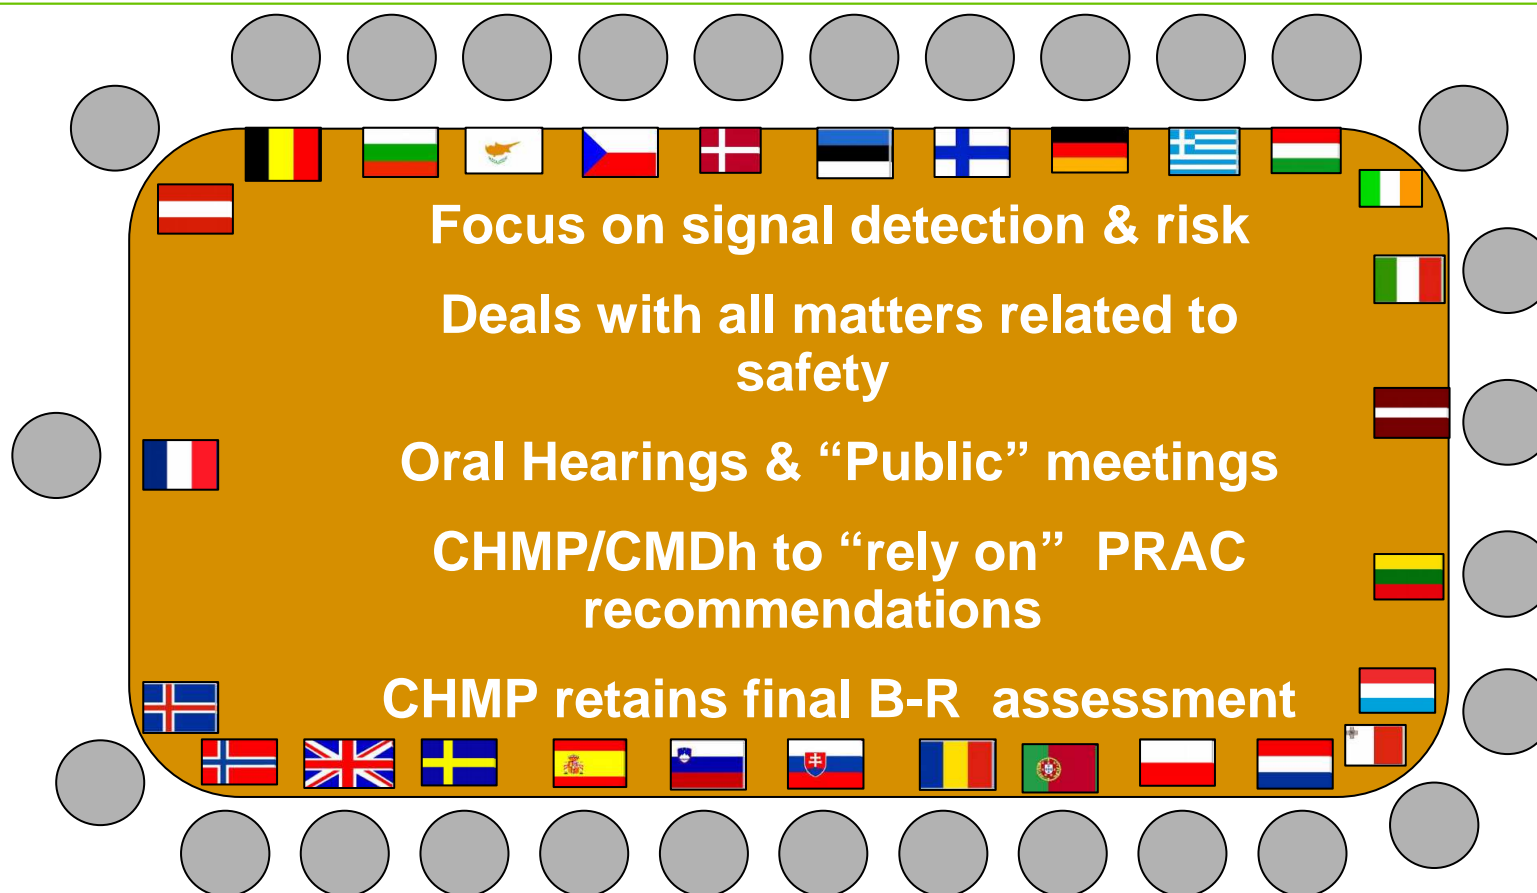 Focus on signal detection & risk
Deals with all matters related to
safety
Oral Hearings & “Public” meetings
CHMP/CMDh to “rely on” PRAC
recommendations
CHMP retains final B-R assessment